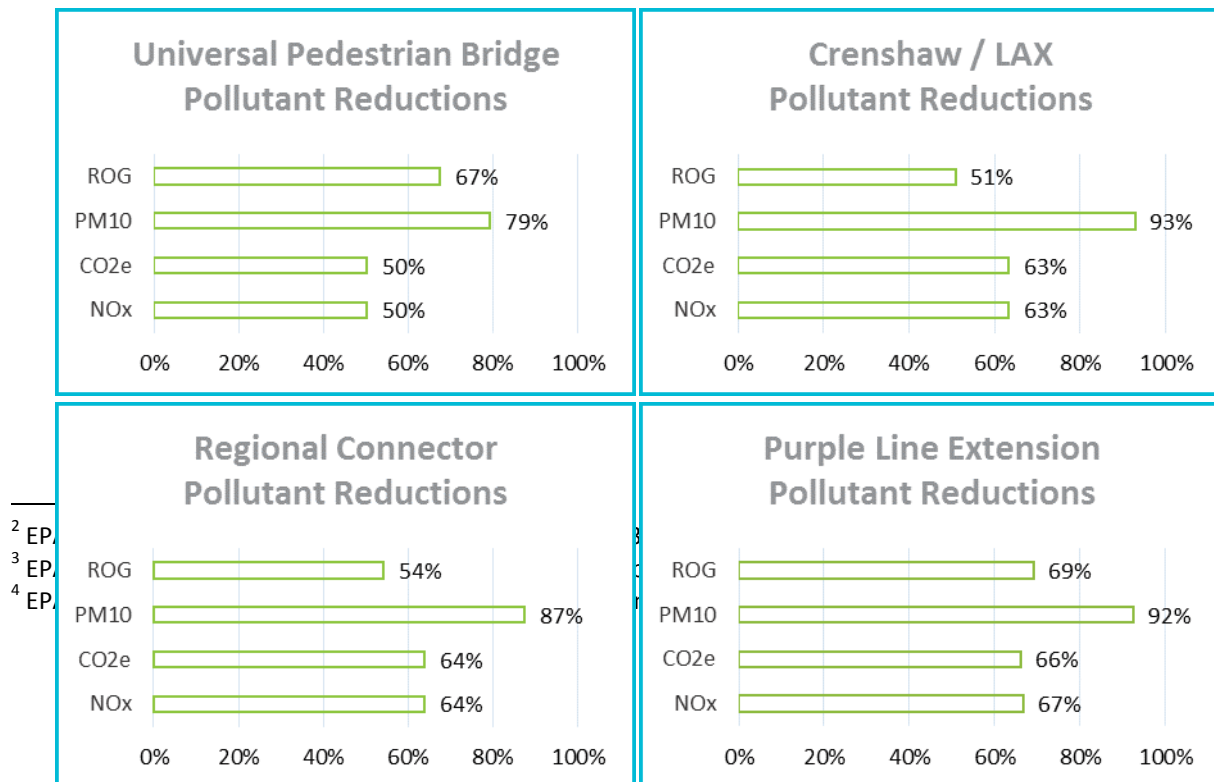 Universal Pedestrian Bridge
Pollutant Reductions
ROG 67%
PM10 79%
CO2e 50%
NOx 50%
0% 20% 40% 60% 80% 100%
Crenshaw / LAX
Pollutant Reductions
ROG 51%
PM10 93%
CO2e 63%
NOx 63%
0% 20% 40% 60% 80% 100%
Regional Connector
Pollutant Reductions
ROG 54%
PM10 87%
CO2e 64%
NOx 64%
0% 20% 40% 60% 80% 100%
Purple Line Extension
Pollutant Reductions
ROG 69%
PM10 92%
CO2e 66%
NOx 67%
0% 20% 40% 60% 80% 100%
2
3
4